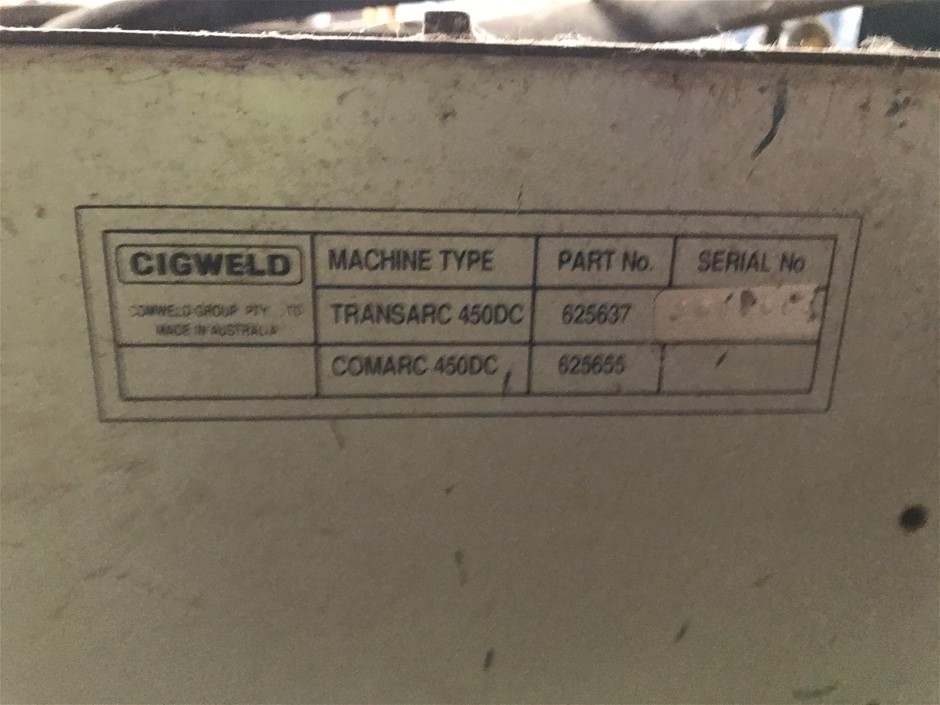 CIGWELD MACHINE TYPE PART No. SERIAL No
COMWELD GROUP PTY LTD TRANSARC 450DC 625637
MADE IN AUSTRALIA
COMARC 450DC 625655